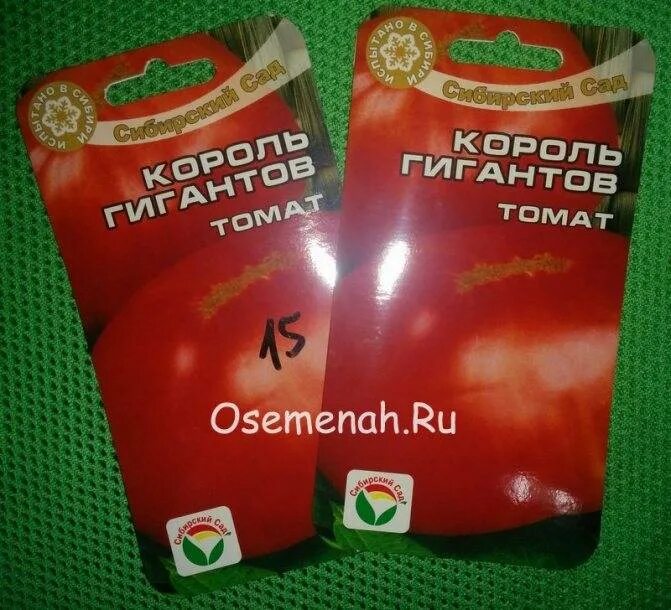 ИСПЫТАНО В СИБИРИ
Сибирский Сад
КОРОЛЬ
ГИГАНТОВ
ТОМАТ
15
Сибирский Сад
ИСПЫТАНО В СИБИРИ
Сибирский Сад
КОРОЛЬ
ГИГАНТОВ
ТОМАТ
Сибирский Сад
Osemenah.Ru